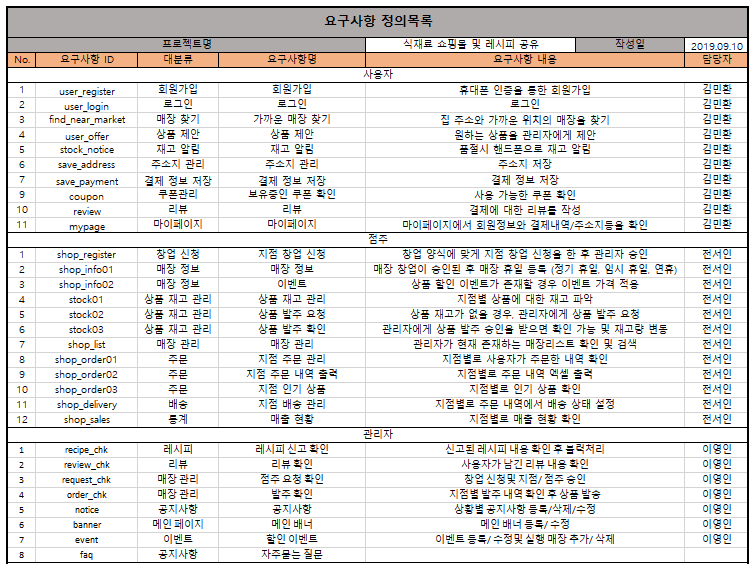 요구사항 정의목록
프로젝트명 식재료 쇼핑몰 및 레시피 공유 작성일 2019.09.10
No. 요구사항 ID 대분류 요구사항명 요구사항 내용 담당자
사용자
1 user_register 회원가입 회원가입 휴대폰 인증을 통한 회원가입 김민환
2 user_login 로그인 로그인 로그인 김민환
3 find_near_market 매장 찾기 가까운 매장 찾기 집 주소와 가까운 위치의 매장을 찾기 김민환
4 user_offer 상품 제안 상품 제안 원하는 상품을 관리자에게 제안 김민환
5 stock_notice 재고 알림 재고 알림 품절시 핸드폰으로 재고 알림 김민환
6 save_address 주소지 관리 주소지 관리 주소지 저장 김민환
7 save_payment 결제 정보 저장 결제 정보 저장 결제 정보 저장 김민환
9 coupon 쿠폰관리 보유중인 쿠폰 확인 사용 가능한 쿠폰 확인 김민환
10 review 리뷰 리뷰 결제에 대한 리뷰를 작성 김민환
11 mypage 마이페이지 마이페이지 마이페이지에서 회원정보와 결제내역/주소지등을 확인 김민환
점주
1 shop_register 창업 신청 지점 창업 신청 창업 양식에 맞게 지점 창업 신청을 한 후 관리자 승인 전서인
2 shop_info01 매장 정보 매장 정보 매장 창업이 승인된 후 매장 휴일 등록 (정기 휴일, 임시 휴일, 연휴) 전서인
3 shop_info02 매장 정보 이벤트 상품 할인 이벤트가 존재할 경우 이벤트 가격 적용 전서인
4 stock01 상품 재고 관리 상품 재고 관리 지점별 상품에 대한 재고 파악 전서인
5 stock02 상품 재고 관리 상품 발주 요청 상품 재고가 없을 경우, 관리자에게 상품 발주 요청 전서인
6 stock03 상품 재고 관리 상품 발주 확인 관리자에게 상품 발주 승인을 받으면 확인 가능 및 재고량 변동 전서인
7 shop_list 매장 관리 매장 관리 관리자가 현재 존재하는 매장리스트 확인 및 검색 전서인
8 shop_order01 주문 지점 주문 관리 지점별로 사용자가 주문한 내역 확인 전서인
9 shop_order02 주문 지점 주문 내역 출력 지점별로 주문 내역 엑셀 출력 전서인
10 shop_order03 주문 지점 인기 상품 지점별로 인기 상품 확인 전서인
11 shop_delivery 배송 지점 배송 관리 지점별로 주문 내역에서 배송 상태 설정 전서인
12 shop_sales 통계 매출 현황 지점별로 매출 현황 확인 전서인
관리자
1 recipe_chk 레시피 레시피 신고 확인 신고된 레시피 내용 확인 후 블럭처리 이영인
2 review_chk 리뷰 리뷰 확인 사용자가 남긴 리뷰 내용 확인 이영인
3 request_chk 매장 관리 점주 요청 확인 창업 신청 및 지점/ 점주 승인 이영인
4 order_chk 매장 관리 발주 확인 지점별 발주 내역 확인 후 상품 발송 이영인
5 notice 공지사항 공지사항 상황별 공지사항 등록/삭제/수정 이영인
6 banner 메인 페이지 메인 배너 메인 배너 등록/ 수정 이영인
7 event 이벤트 할인 이벤트 이벤트 등록/ 수정및 실행 매장 추가/ 삭제 이영인
8 faq 공지사항 자주묻는 질문